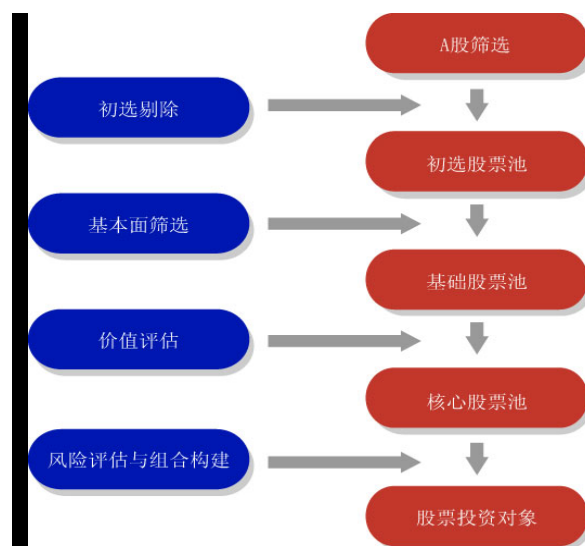 A股筛选
初选剔除
初选股票池
基本面筛选
基础股票池
价值评估
核心股票池
风险评估与组合构建
股票投资对象